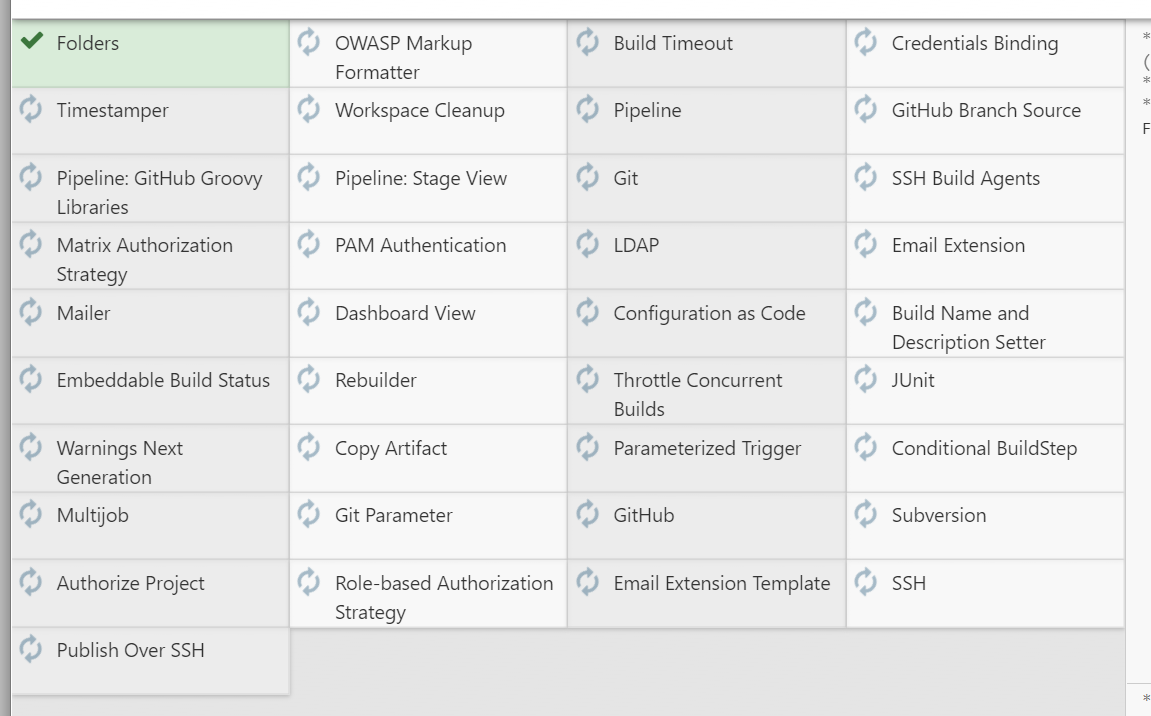 Folders
OWASP Markup
Formatter
Build Timeout
Credentials Binding
Timestamper
Workspace Cleanup
Pipeline
GitHub Branch Source
Pipeline: GitHub Groovy
Libraries
Pipeline: Stage View
Git
SSH Build Agents
Matrix Authorization
Strategy
PAM Authentication
LDAP
Email Extension
Mailer
Dashboard View
Configuration as Code
Build Name and
Description Setter
Embeddable Build Status
Rebuilder
Throttle Concurrent
Builds
JUnit
Warnings Next
Generation
Copy Artifact
Parameterized Trigger
Conditional BuildStep
Multijob
Git Parameter
GitHub
Subversion
Authorize Project
Role-based Authorization
Strategy
Email Extension Template
SSH
Publish Over SSH
*
(
*
*
F
*